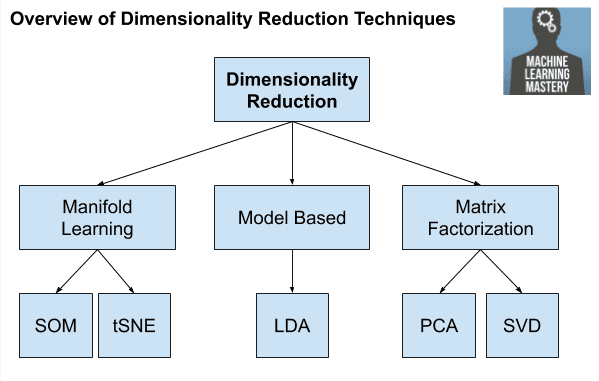 Overview of Dimensionality Reduction Techniques
MACHINE
LEARNING
MASTERY
Dimensionality
Reduction
Manifold
Learning
Model Based
Matrix
Factorization
SOM
tSNE
LDA
PCA
SVD